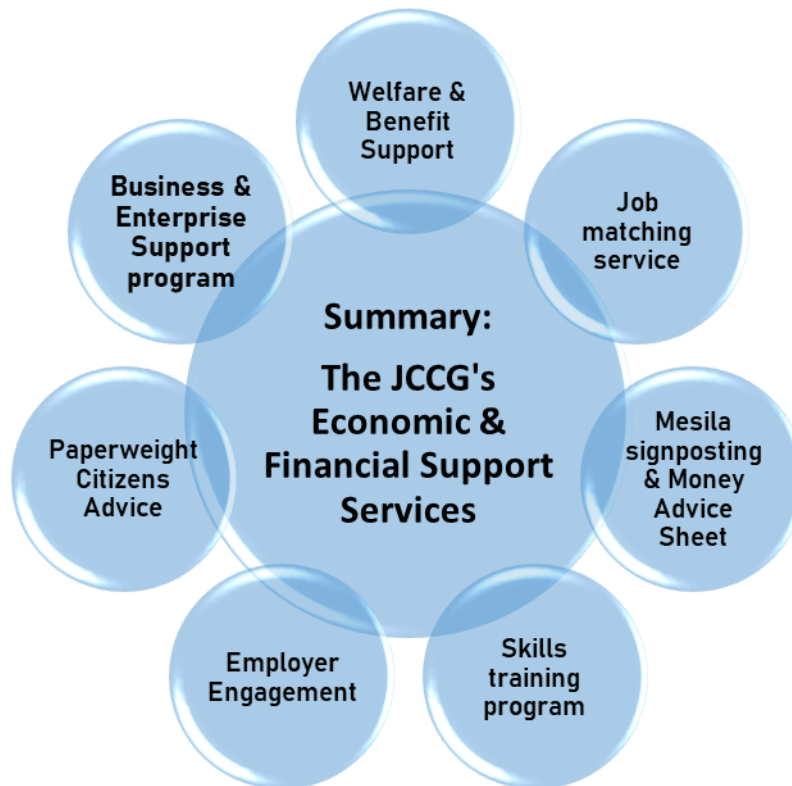 Welfare &
Benefit
Support
Job
matching
service
Mesila
signposting
& Money
Advice
Sheet
Skills
training
program
Employer
Engagement
Paperweight
Citizens
Advice
Business &
Enterprise
Support
program
Summary:
The JCCG's
Economic &
Financial Support
Services